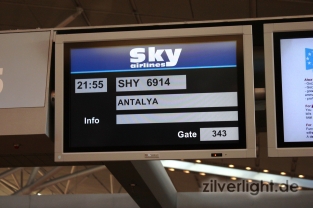 sky
airlines
21:55 SHY 6914
ANTALYA
Info
Gate 343
zilverlight.de